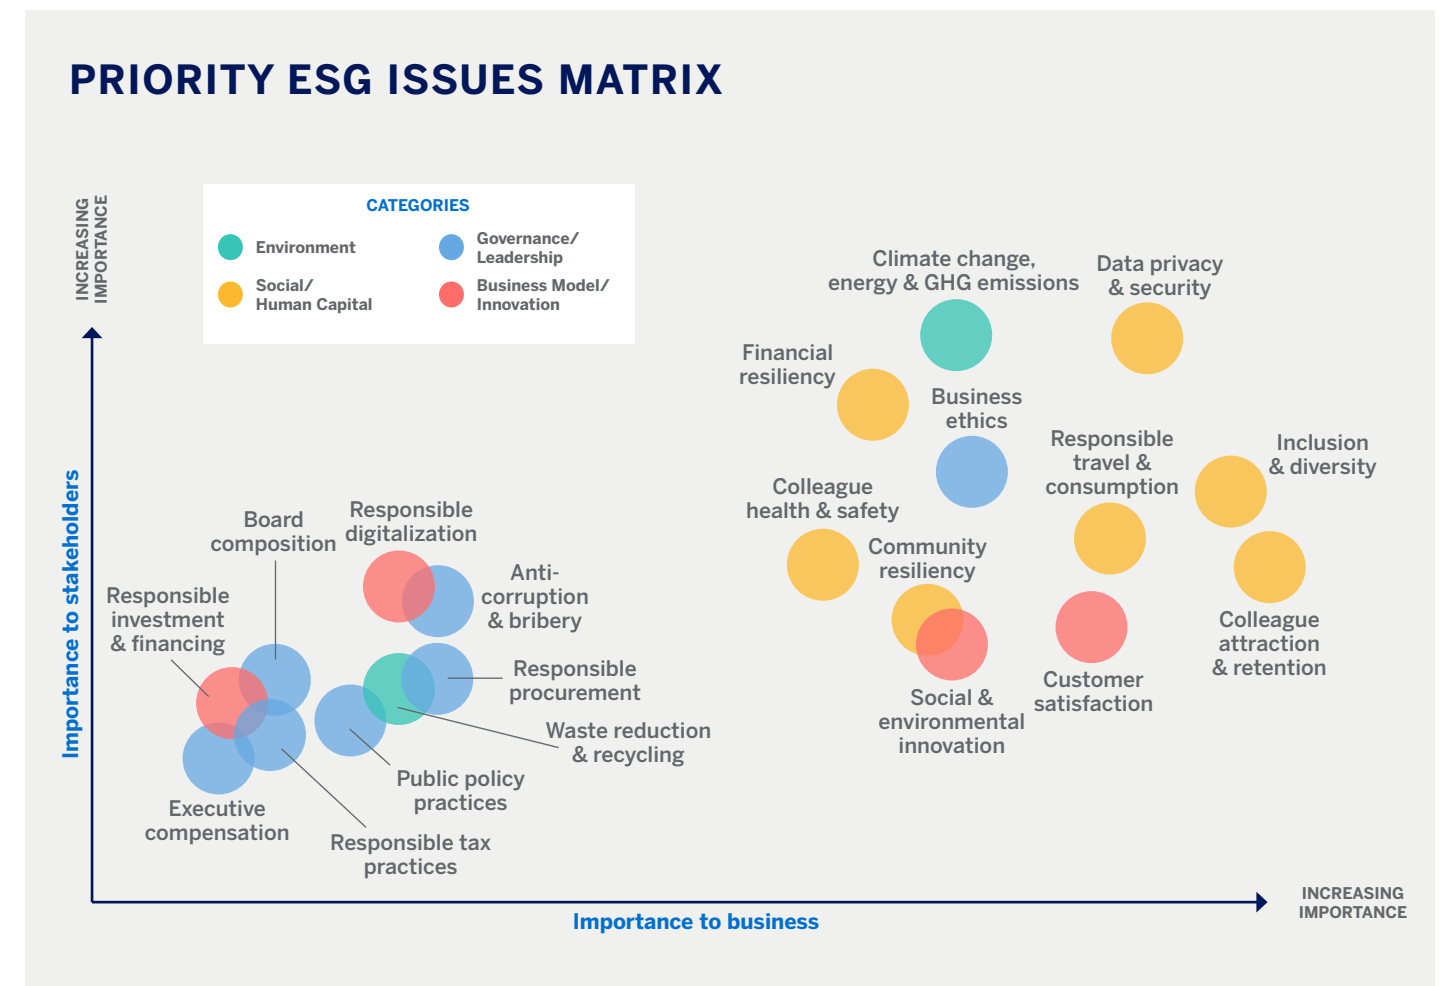 PRIORITY ESG ISSUES MATRIX
INCREASING
IMPORTANCE
CATEGORIES
Environment
Governance/
Leadership
Social/
Human Capital
Business Model/
Innovation
Climate change,
energy & GHG emissions
Data privacy
& security
Financial
resiliency
Business
ethics
Responsible
travel &
consumption
Inclusion
& diversity
Colleague
health & safety
Community
resiliency
Colleague
attraction
& retention
Customer
satisfaction
Social &
environmental
innovation
Importance to stakeholders
Board
composition
Responsible
digitalization
Anti-
corruption
& bribery
Responsible
investment
& financing
Responsible
procurement
Waste reduction
& recycling
Public policy
practices
Executive
compensation
Responsible tax
practices
Importance to business
INCREASING
IMPORTANCE